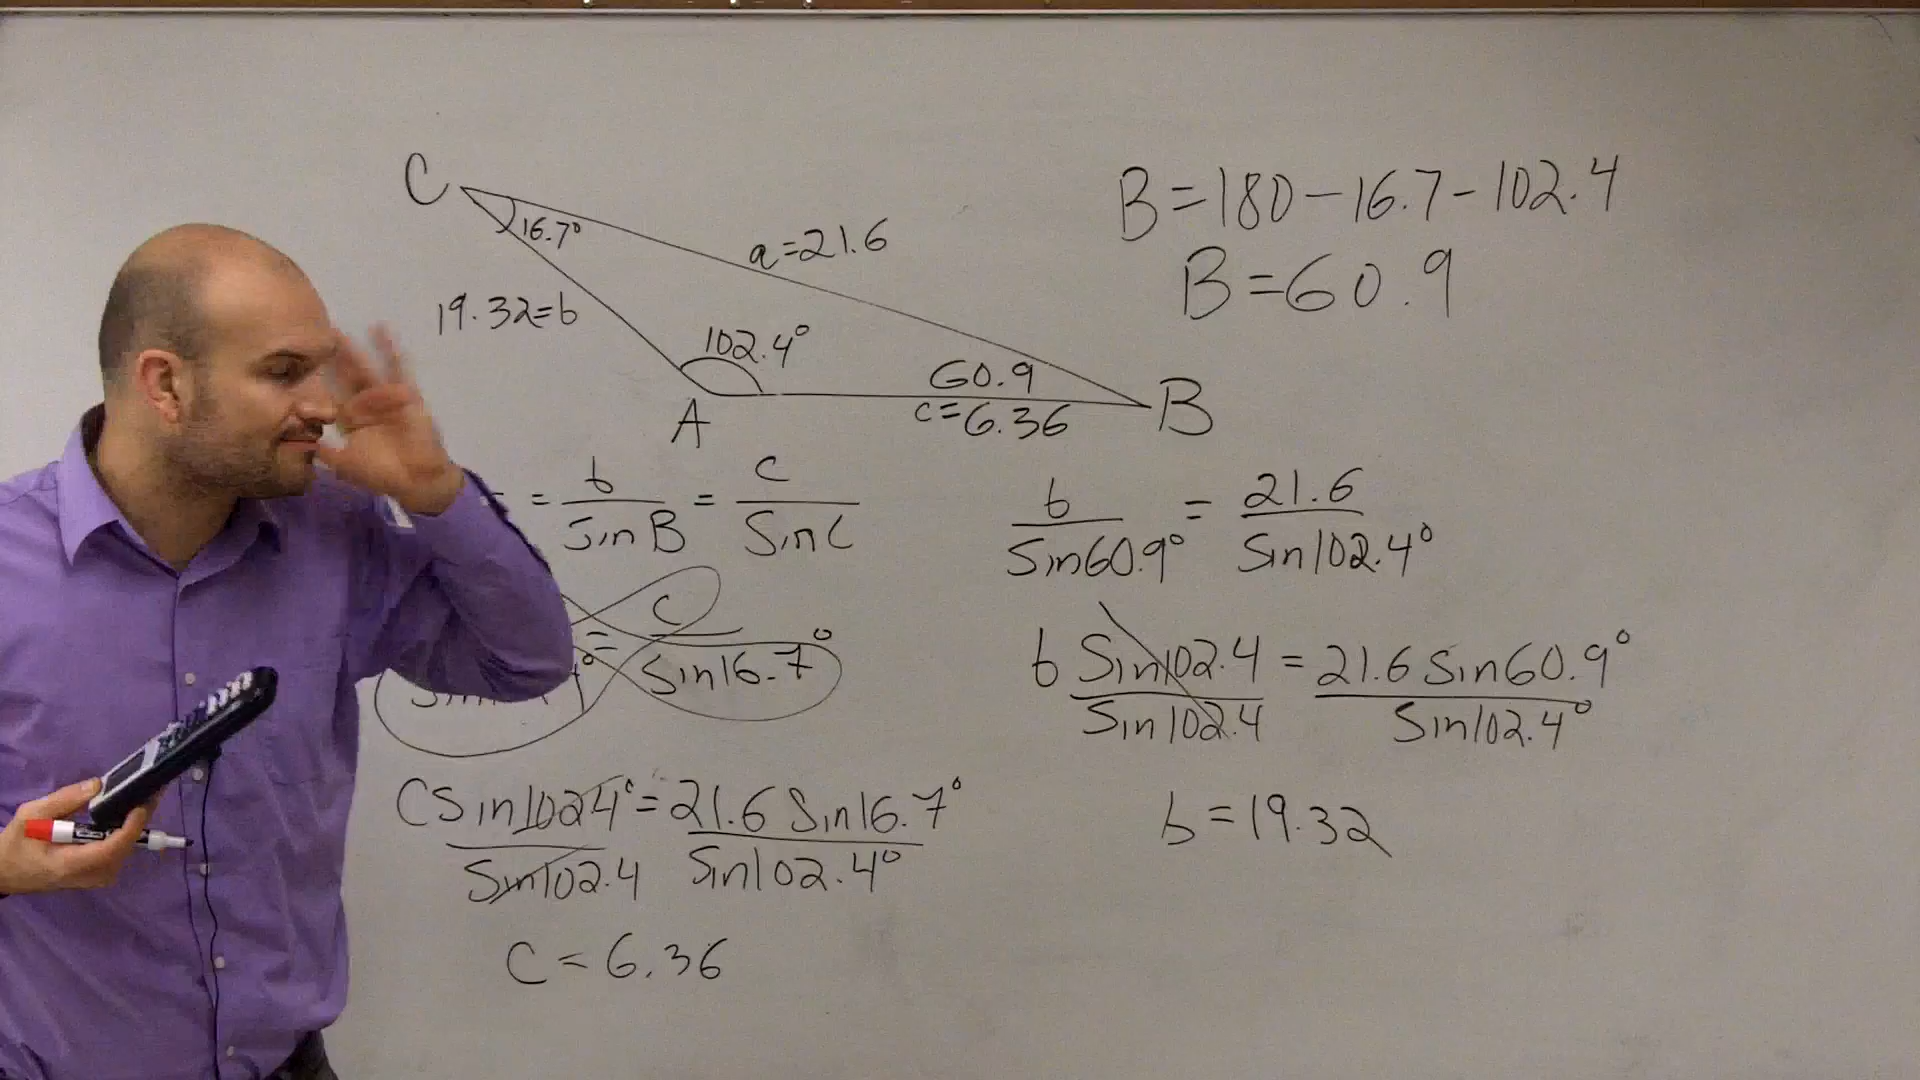 C
16.7°
a=21.6
19.32=b
102.4°
60.9
A
c=6.36
B
B=180-16.7-102.4
B=60.9
= b/SinB = c/SinC
= c/Sin16.7°
CSin102.4°/Sin102.4 = 21.6 Sin16.7°/Sin102.4°
C=6.36
b/Sin60.9° = 21.6/Sin102.4°
b Sin102.4/Sin102.4 = 21.6 Sin60.9°/Sin102.4°
b=19.32